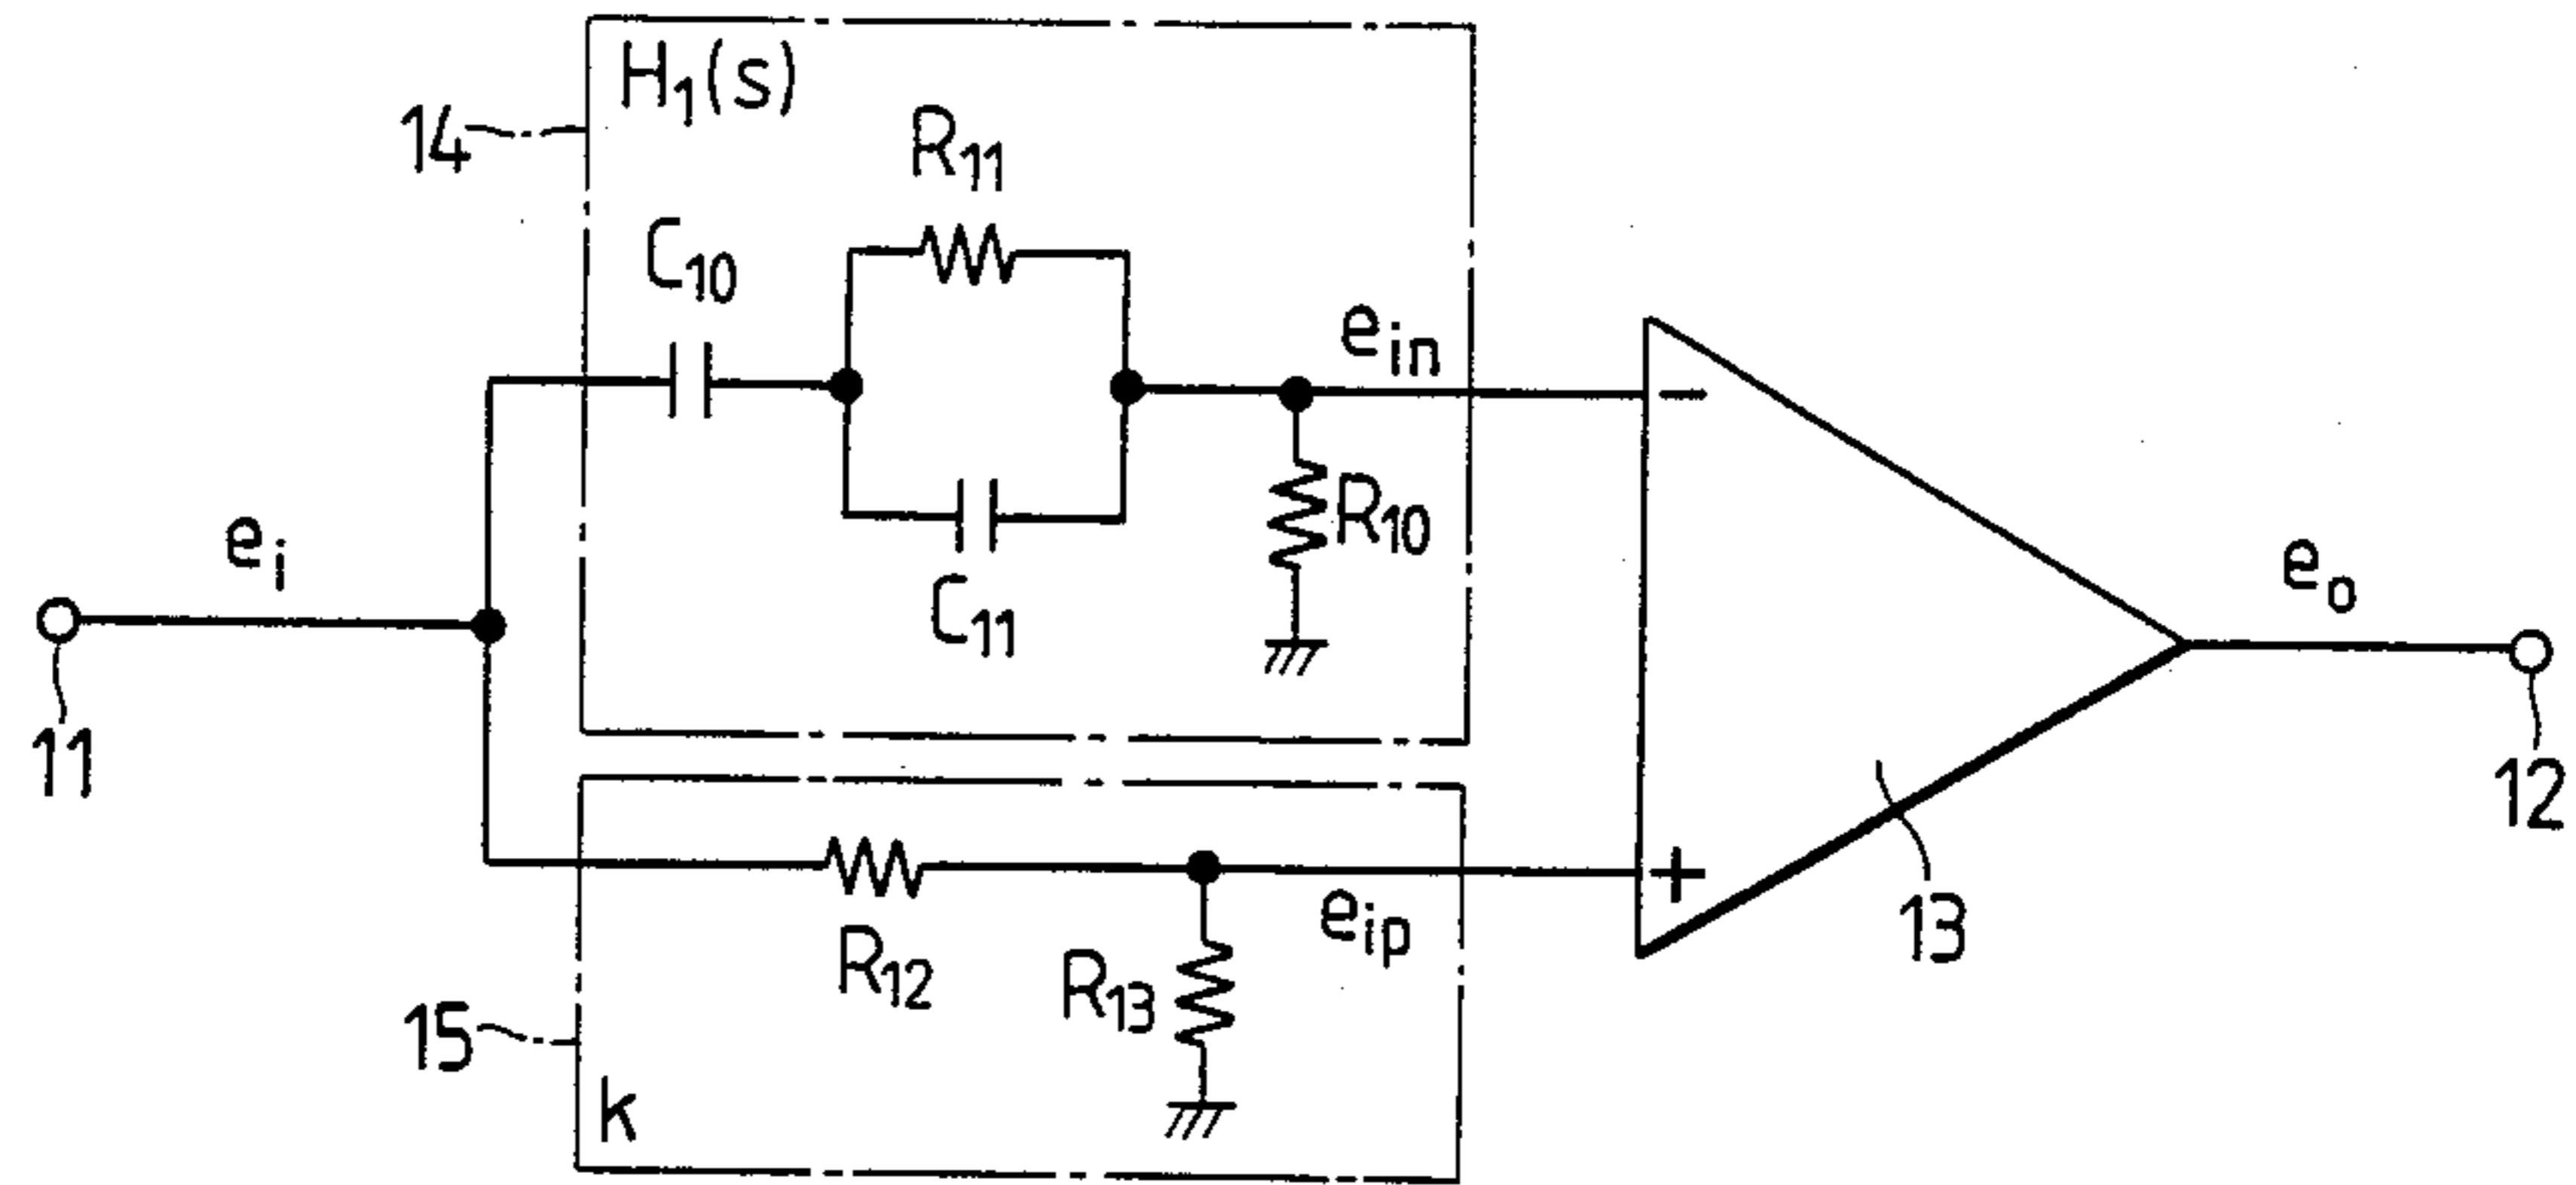 H₁(s)
14
R₁₁
C₁₀
eᵢₙ
−
R₁₀
C₁₁
eᵢ
eₒ
11
12
+
13
eᵢₚ
R₁₂
R₁₃
15
k